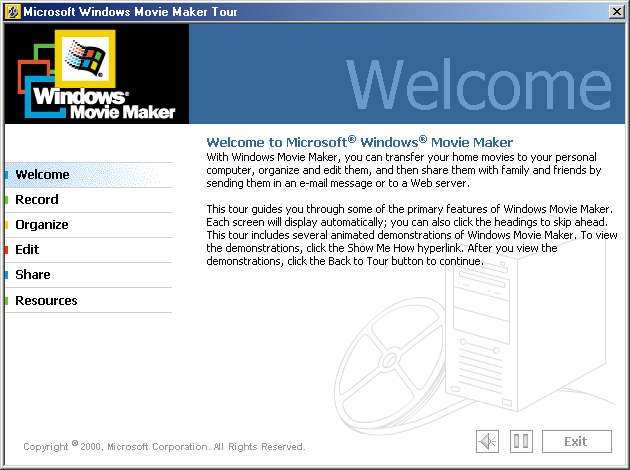 Microsoft Windows Movie Maker Tour
Windows®
Movie Maker
Welcome
Welcome
Record
Organize
Edit
Share
Resources
Welcome to Microsoft® Windows® Movie Maker
With Windows Movie Maker, you can transfer your home movies to your personal
computer, organize and edit them, and then share them with family and friends by
sending them in an e-mail message or to a Web server.
This tour guides you through some of the primary features of Windows Movie Maker.
Each screen will display automatically; you can also click the headings to skip ahead.
This tour includes several animated demonstrations of Windows Movie Maker. To view
the demonstrations, click the Show Me How hyperlink. After you view the
demonstrations, click the Back to Tour button to continue.
Copyright ® 2000, Microsoft Corporation. All Rights Reserved.
Exit